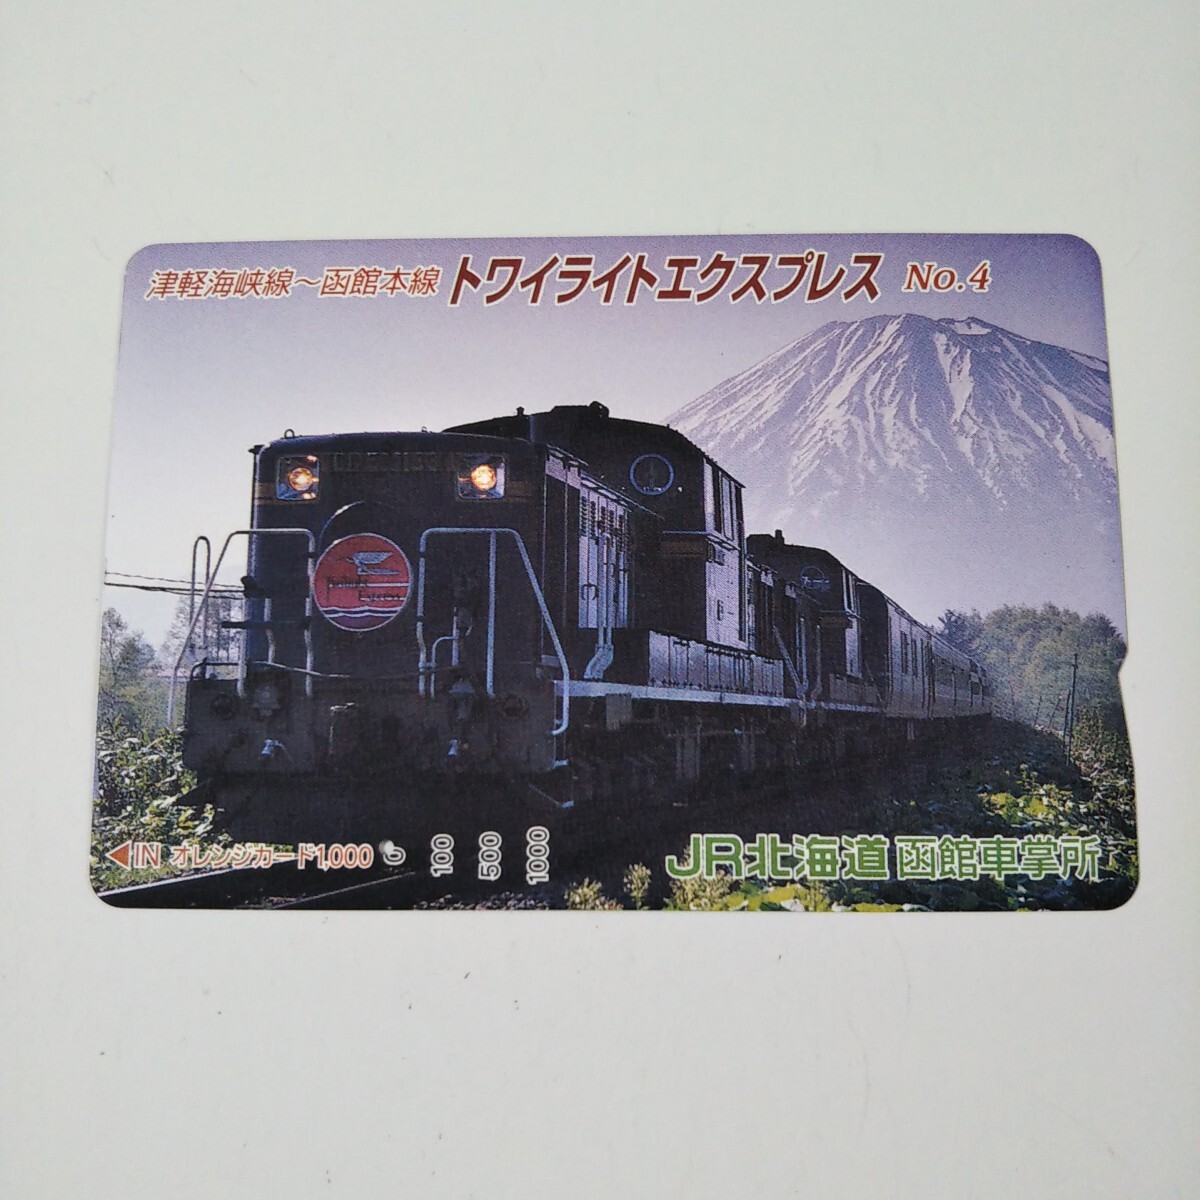 津軽海峡線～函館本線 トワイライトエクスプレス No.4
◁IN オレンジカード1,000 0 100 500 1000
JR北海道 函館車掌所